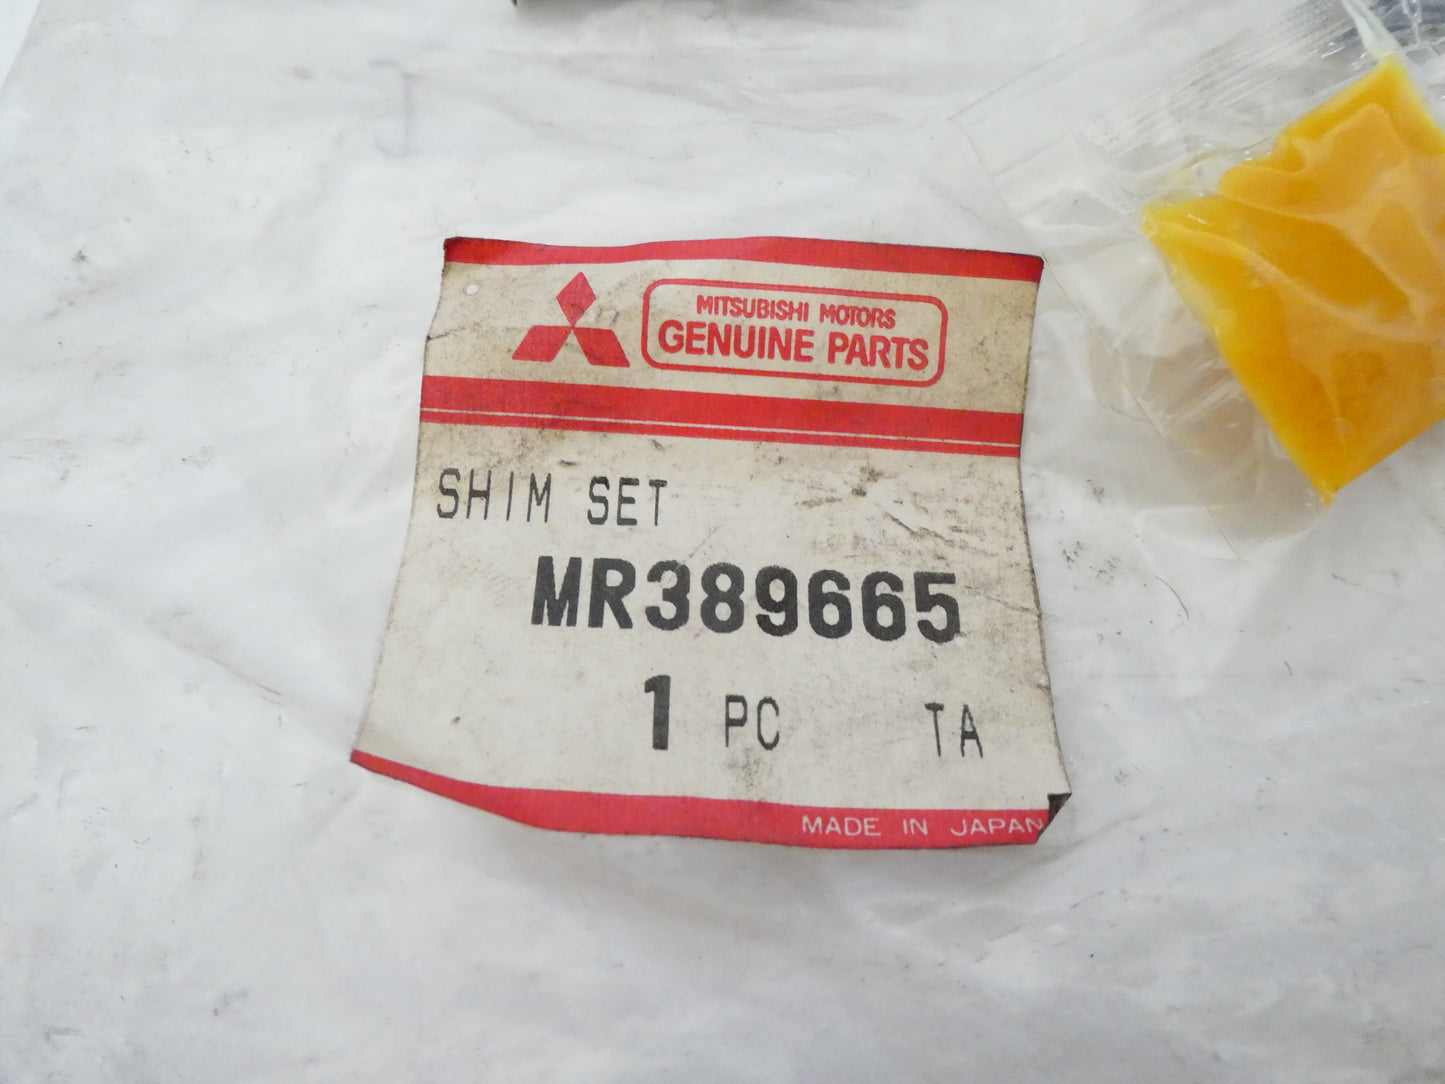 MITSUBISHI MOTORS
GENUINE PARTS
SHIM SET
MR389665
1 PC TA
MADE IN JAPAN